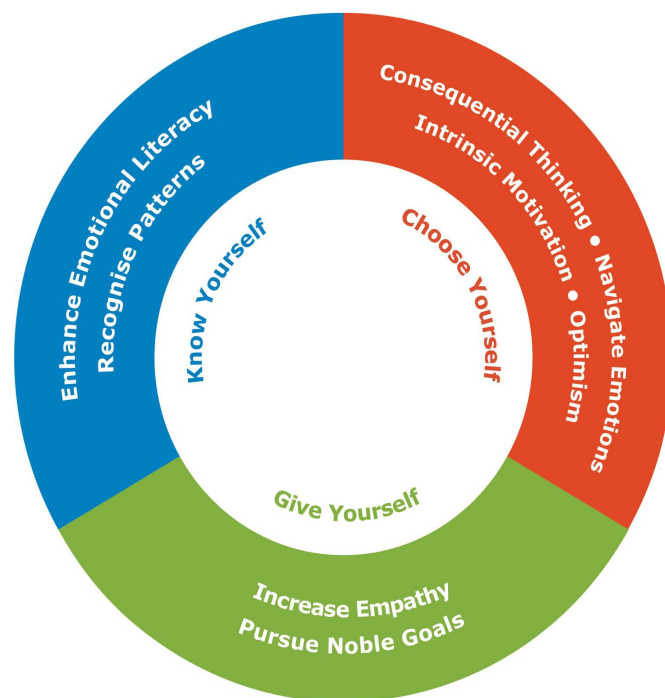 Enhance Emotional Literacy
Recognise Patterns
Know Yourself
Consequential Thinking • Navigate Emotions
Intrinsic Motivation • Optimism
Choose Yourself
Give Yourself
Increase Empathy
Pursue Noble Goals